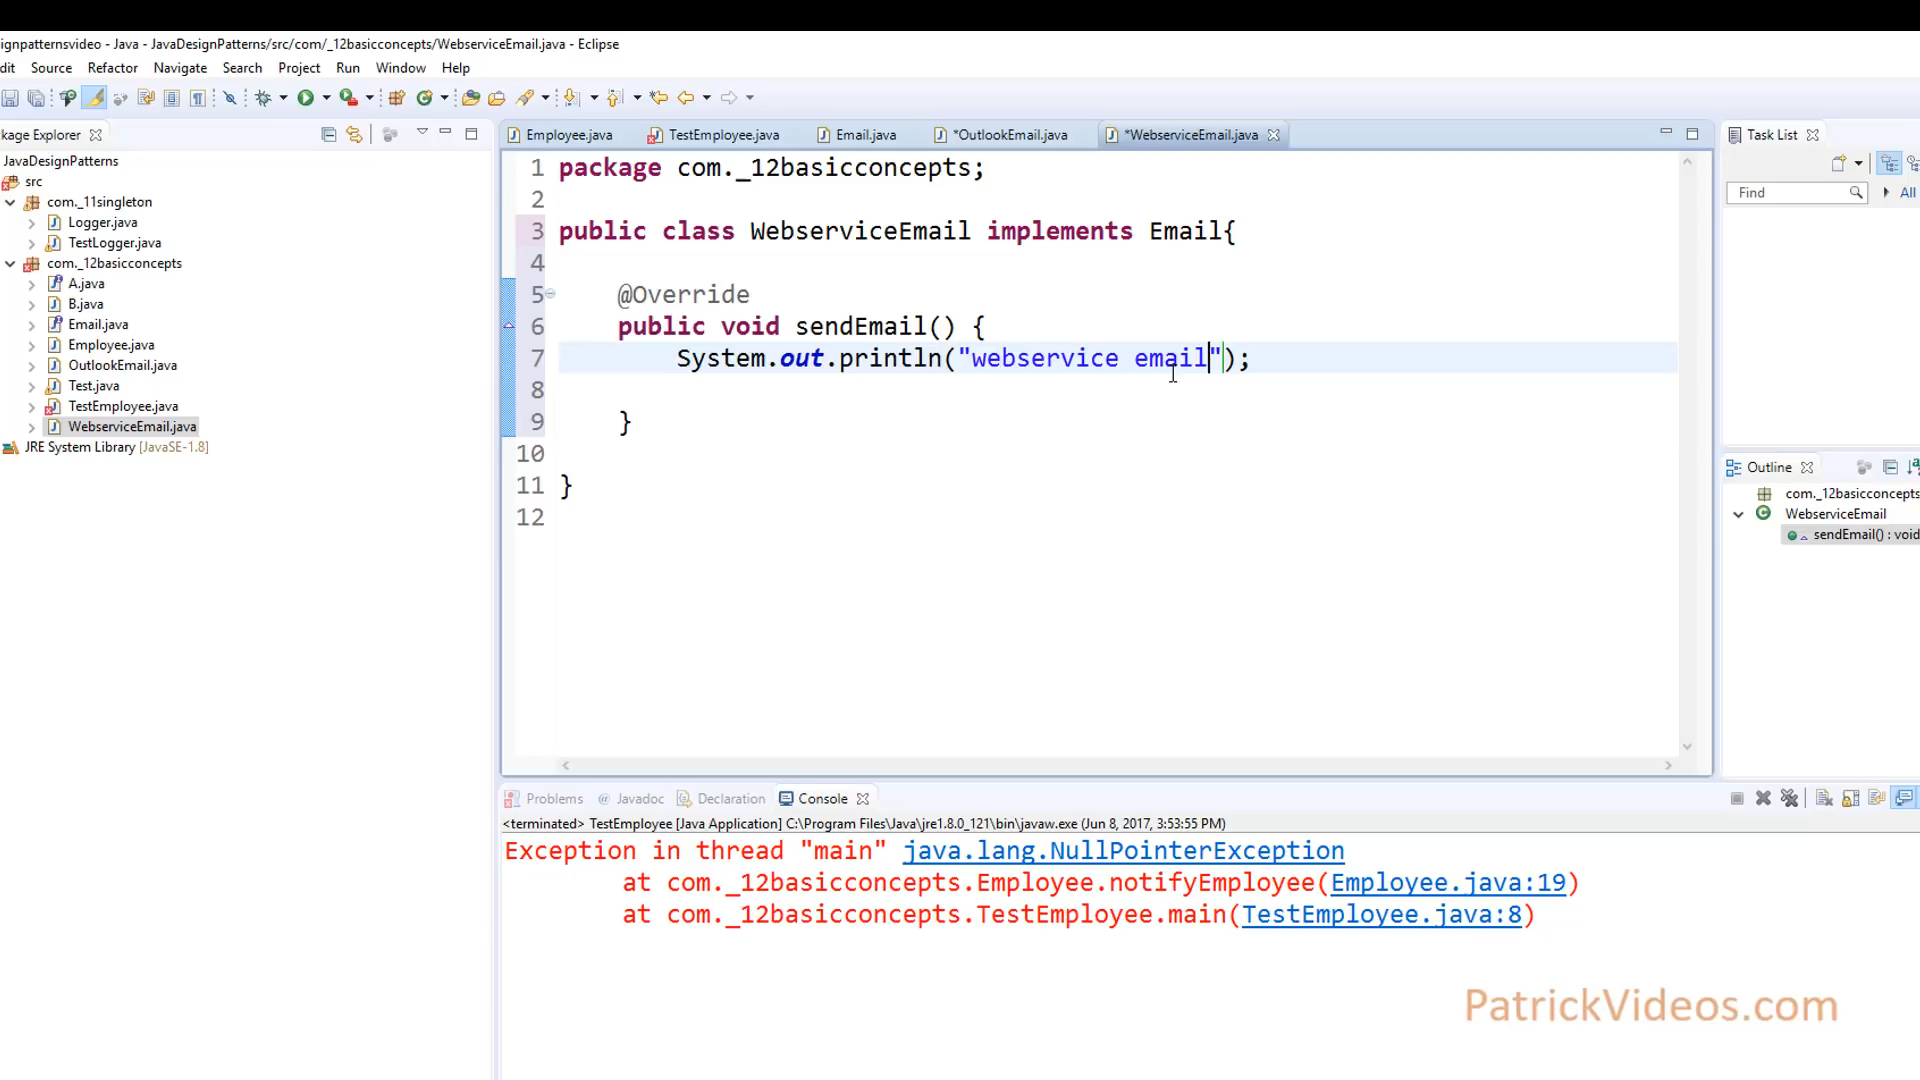 ignpatternsvideo - Java - JavaDesignPatterns/src/com/_12basicconcepts/WebserviceEmail.java - Eclipse
dit Source Refactor Navigate Search Project Run Window Help
kage Explorer
JavaDesignPatterns
src
com._11singleton
Logger.java
TestLogger.java
com._12basicconcepts
A.java
B.java
Email.java
Employee.java
OutlookEmail.java
Test.java
TestEmployee.java
WebserviceEmail.java
JRE System Library [JavaSE-1.8]
Employee.java TestEmployee.java Email.java *OutlookEmail.java *WebserviceEmail.java
1 package com._12basicconcepts;
2
3 public class WebserviceEmail implements Email{
4
5 @Override
6 public void sendEmail() {
7 System.out.println("webservice email");
8
9 }
10
11 }
12
Task List
Find All
Outline
com._12basicconcepts
WebserviceEmail
sendEmail() : void
Problems @ Javadoc Declaration Console
<terminated> TestEmployee [Java Application] C:\Program Files\Java\jre1.8.0_121\bin\javaw.exe (Jun 8, 2017, 3:53:55 PM)
Exception in thread "main" java.lang.NullPointerException
at com._12basicconcepts.Employee.notifyEmployee(Employee.java:19)
at com._12basicconcepts.TestEmployee.main(TestEmployee.java:8)
PatrickVideos.com